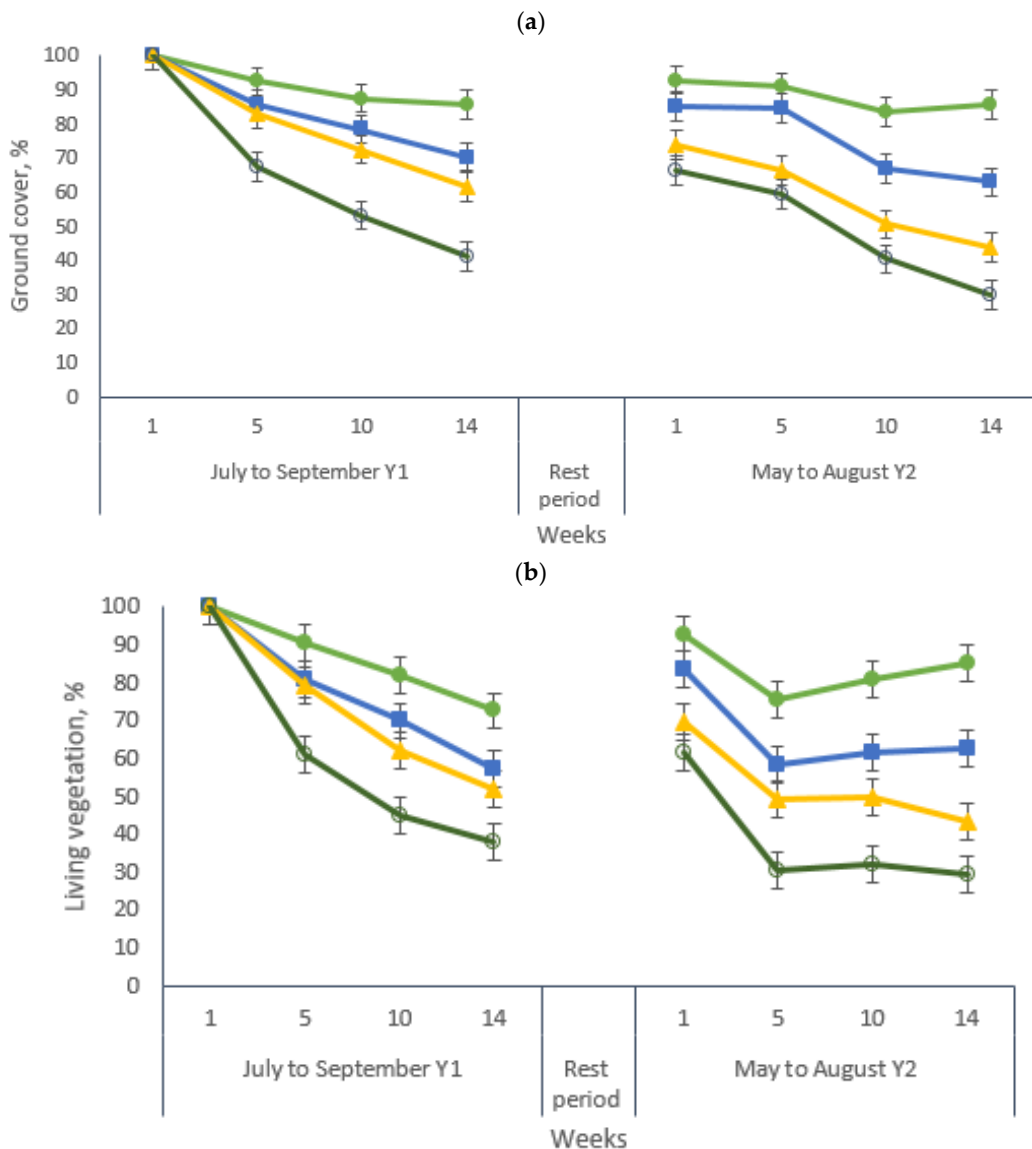 (a)
Ground cover, %
100
90
80
70
60
50
40
30
20
10
0
1 5 10 14 1 5 10 14
July to September Y1 Rest period May to August Y2
Weeks
(b)
Living vegetation, %
100
90
80
70
60
50
40
30
20
10
0
1 5 10 14 1 5 10 14
July to September Y1 Rest period May to August Y2
Weeks